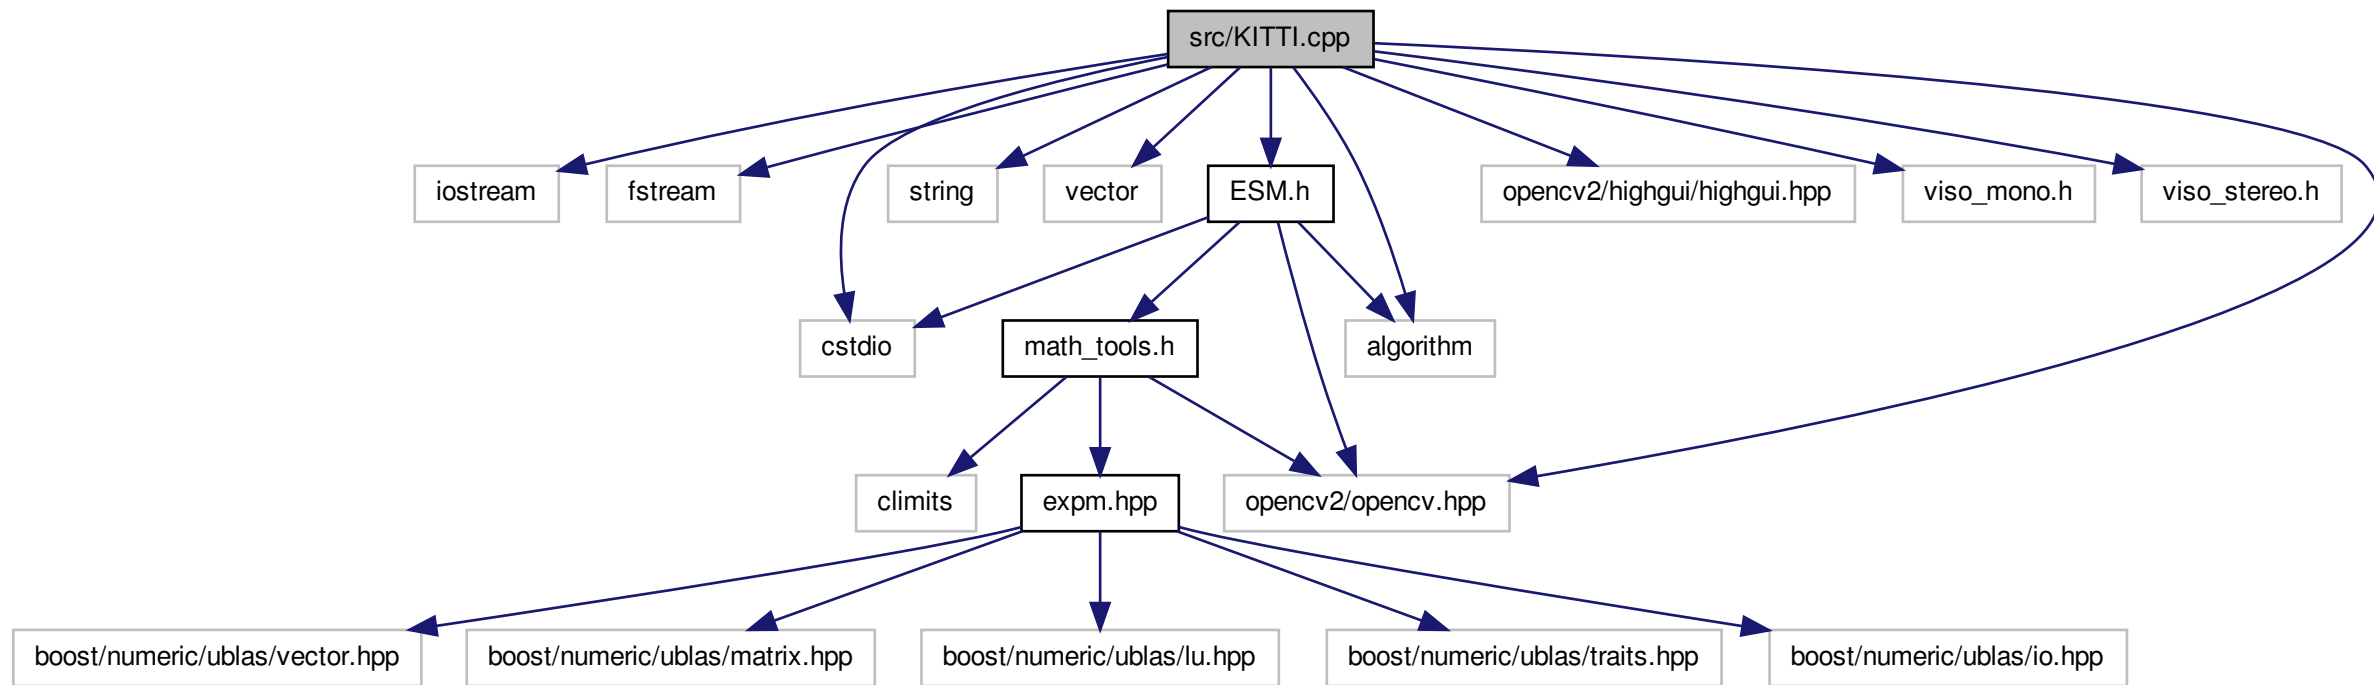 src/KITTI.cpp
iostream
fstream
string
vector
ESM.h
opencv2/highgui/highgui.hpp
viso_mono.h
viso_stereo.h
cstdio
math_tools.h
algorithm
climits
expm.hpp
opencv2/opencv.hpp
boost/numeric/ublas/vector.hpp
boost/numeric/ublas/matrix.hpp
boost/numeric/ublas/lu.hpp
boost/numeric/ublas/traits.hpp
boost/numeric/ublas/io.hpp